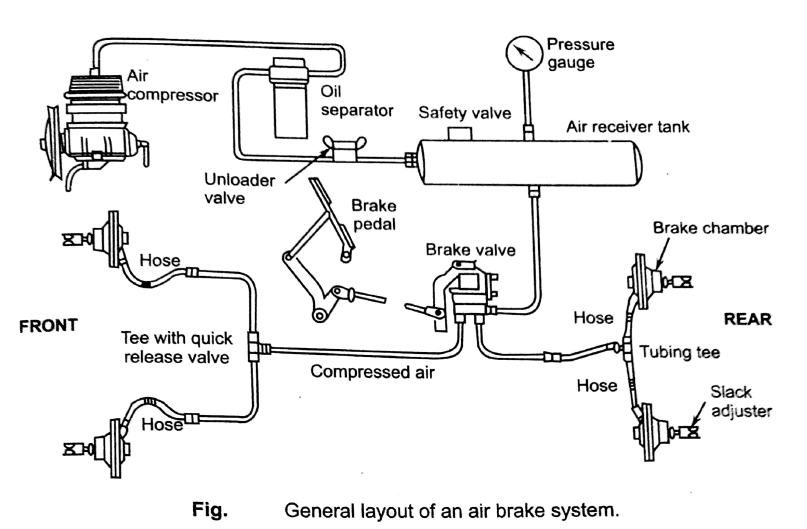 Pressure
gauge
Air
compressor
Oil
separator
Safety valve
Air receiver tank
Unloader
valve
Brake
pedal
Brake valve
Brake chamber
Hose
FRONT
Tee with quick
release valve
Hose
REAR
Tubing tee
Compressed air
Hose
Slack
adjuster
Hose
Fig. General layout of an air brake system.